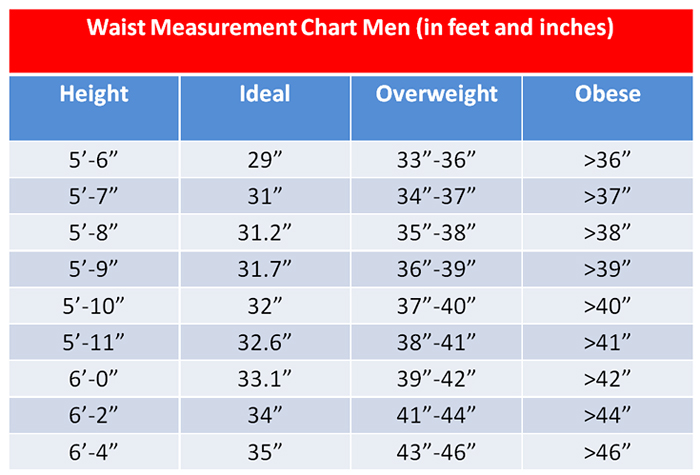 Waist Measurement Chart Men (in feet and inches)
Height Ideal Overweight Obese
5’-6” 29” 33”-36” >36”
5’-7” 31” 34”-37” >37”
5’-8” 31.2” 35”-38” >38”
5’-9” 31.7” 36”-39” >39”
5’-10” 32” 37”-40” >40”
5’-11” 32.6” 38”-41” >41”
6’-0” 33.1” 39”-42” >42”
6’-2” 34” 41”-44” >44”
6’-4” 35” 43”-46” >46”